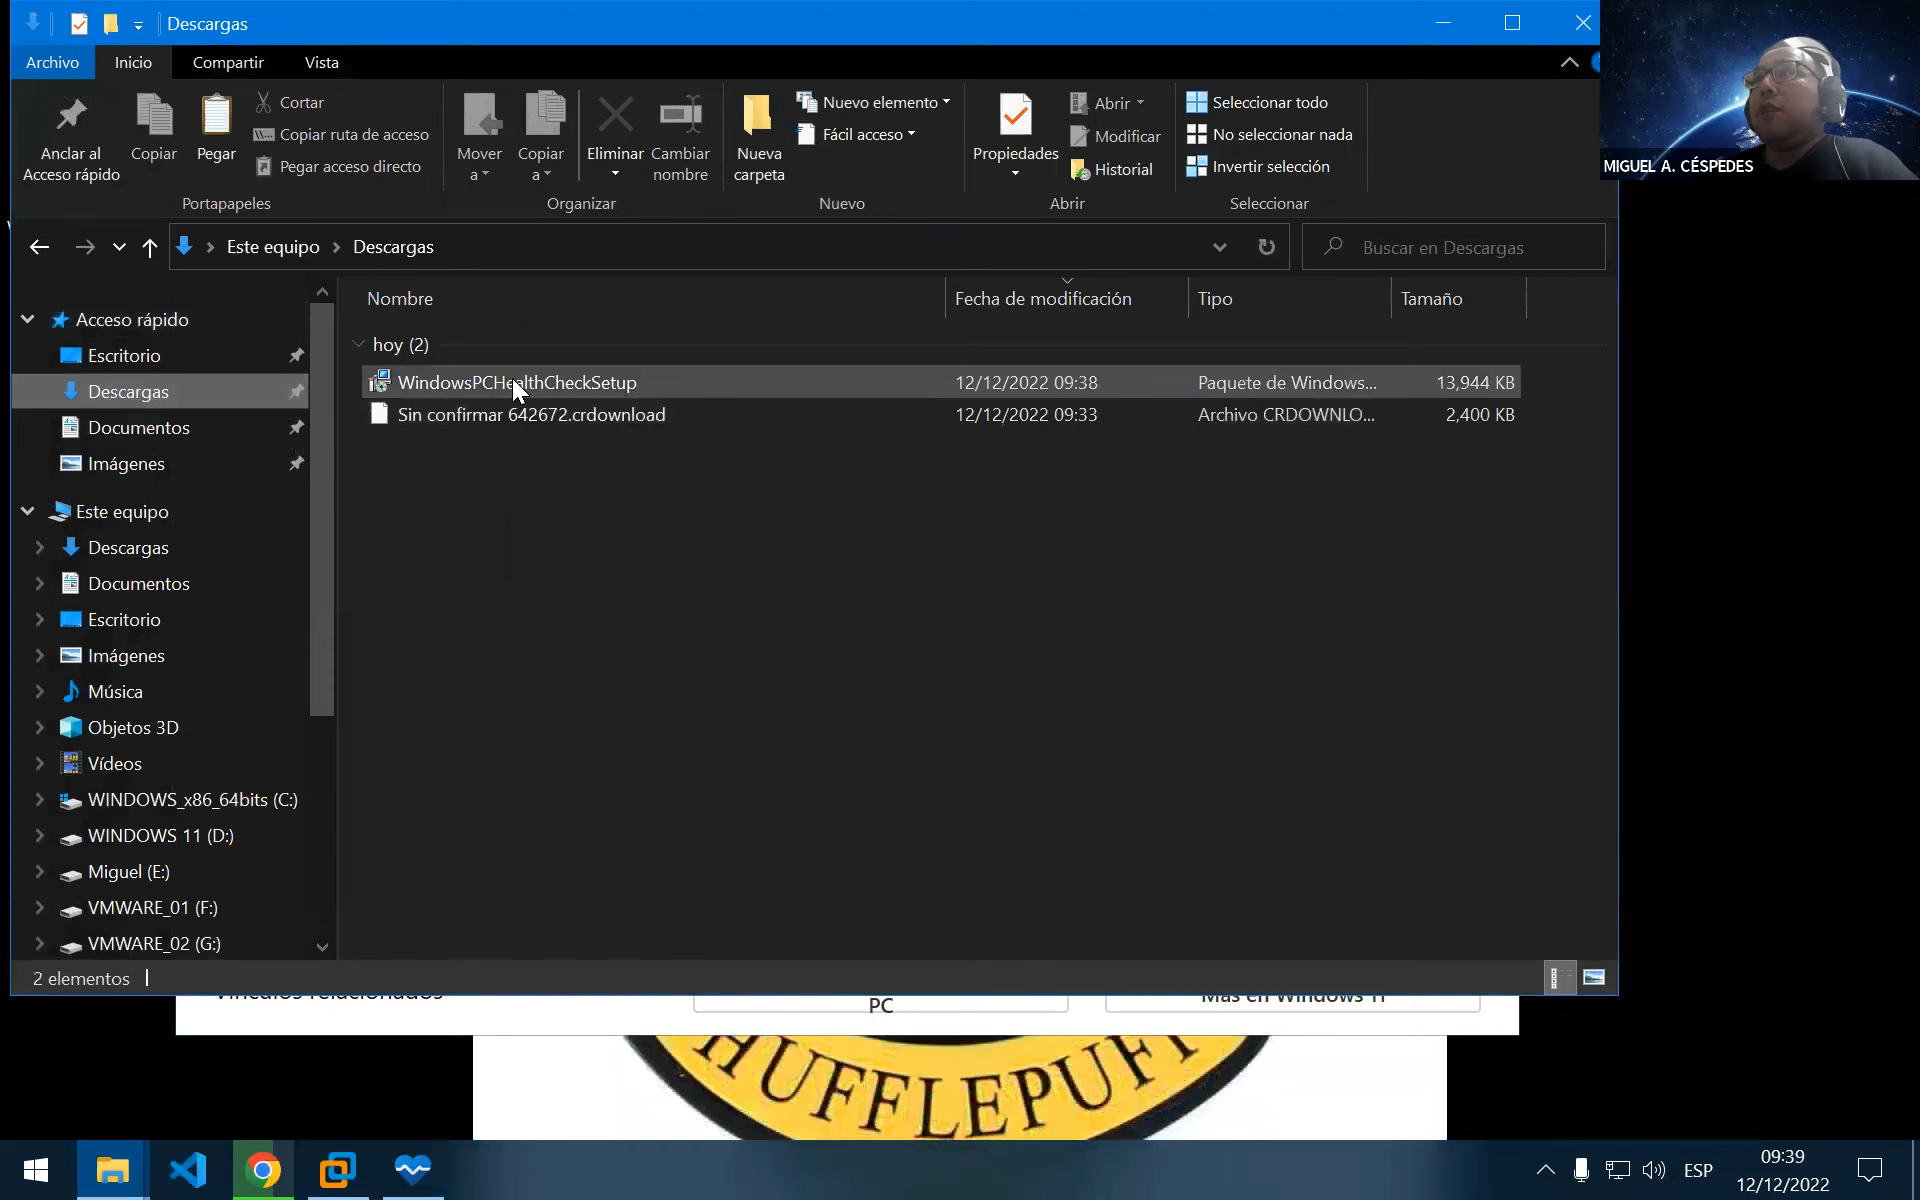 Descargas
Archivo Inicio Compartir Vista
Anclar al
Acceso rápido
Copiar
Pegar
Cortar
Copiar ruta de acceso
Pegar acceso directo
Portapapeles
Mover
a
Copiar
a
Eliminar
Cambiar
nombre
Organizar
Nueva
carpeta
Nuevo elemento
Fácil acceso
Nuevo
Propiedades
Abrir
Modificar
Historial
Abrir
Seleccionar todo
No seleccionar nada
Invertir selección
Seleccionar
MIGUEL A. CÉSPEDES
Este equipo Descargas
Buscar en Descargas
Nombre Fecha de modificación Tipo Tamaño
hoy (2)
WindowsPCHealthCheckSetup 12/12/2022 09:38 Paquete de Windows... 13,944 KB
Sin confirmar 642672.crdownload 12/12/2022 09:33 Archivo CRDOWNLO... 2,400 KB
Acceso rápido
Escritorio
Descargas
Documentos
Imágenes
Este equipo
Descargas
Documentos
Escritorio
Imágenes
Música
Objetos 3D
Vídeos
WINDOWS_x86_64bits (C:)
WINDOWS 11 (D:)
Miguel (E:)
VMWARE_01 (F:)
VMWARE_02 (G:)
2 elementos
Vínculos relacionados
PC
Más en Windows 11
HUFFLEPUFF
ESP
09:39
12/12/2022